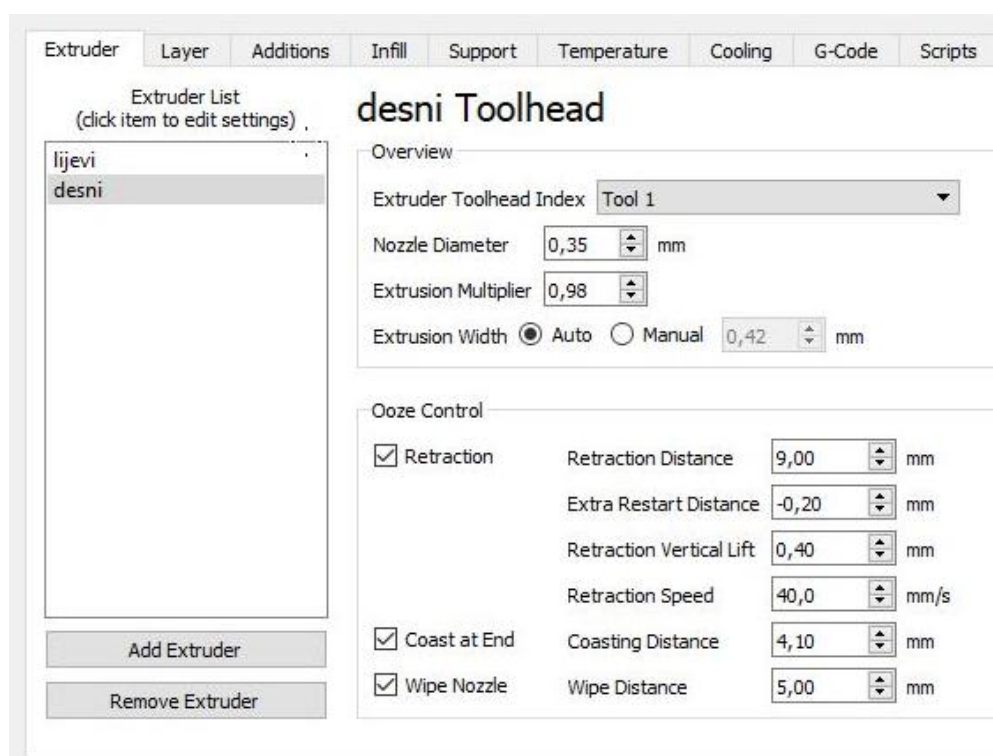 Extruder Layer Additions Infill Support Temperature Cooling G-Code Scripts
Extruder List
(click item to edit settings)
lijevi
desni
Add Extruder
Remove Extruder
desni Toolhead
Overview
Extruder Toolhead Index Tool 1
Nozzle Diameter 0,35 mm
Extrusion Multiplier 0,98
Extrusion Width Auto Manual 0,42 mm
Ooze Control
Retraction Retraction Distance 9,00 mm
Extra Restart Distance -0,20 mm
Retraction Vertical Lift 0,40 mm
Retraction Speed 40,0 mm/s
Coast at End Coasting Distance 4,10 mm
Wipe Nozzle Wipe Distance 5,00 mm